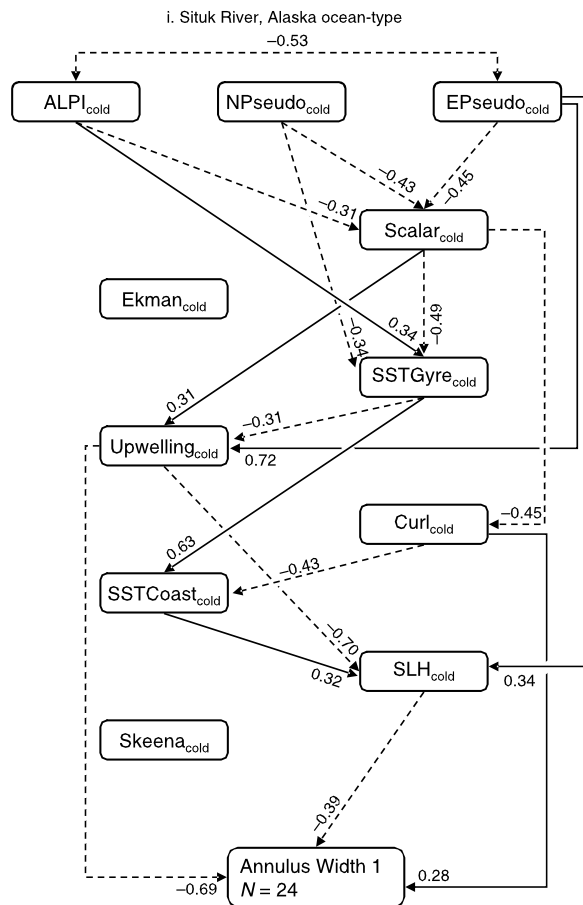 i. Situk River, Alaska ocean-type
−0.53
ALPIcold
NPseudocold
EPseudocold
−0.43
−0.45
−0.31
Scalarcold
Ekmancold
−0.49
−0.34
0.34
SSTGyrecold
0.31
−0.31
Upwellingcold
0.72
Curlcold
−0.45
0.63
−0.43
SSTCoastcold
−0.70
0.32
SLHcold
0.34
Skeenacold
−0.39
Annulus Width 1
N = 24
−0.69
0.28